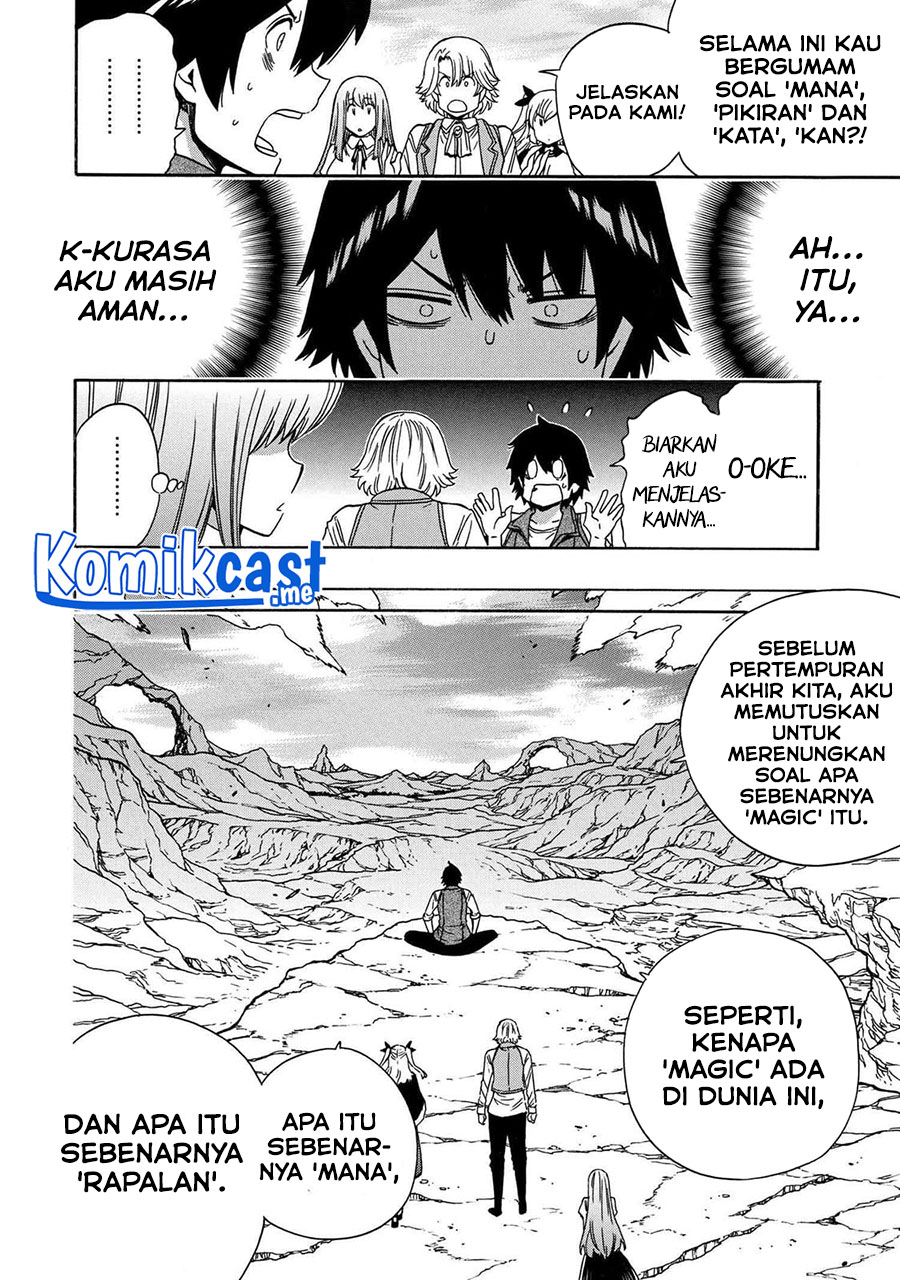 SELAMA INI KAU
BERGUMAM
SOAL 'MANA',
'PIKIRAN' DAN
'KATA', 'KAN?!
JELASKAN
PADA KAMI!
..........
AH...
ITU,
YA...
K-KURASA
AKU MASIH
AMAN...
O-OKE...
BIARKAN
AKU
MENJELAS-
KANNYA...
..........
Komikcast
.me
SEBELUM
PERTEMPURAN
AKHIR KITA, AKU
MEMUTUSKAN
UNTUK
MERENUNGKAN
SOAL APA
SEBENARNYA
'MAGIC' ITU.
SEPERTI,
KENAPA
'MAGIC' ADA
DI DUNIA INI,
APA ITU
SEBENAR-
NYA 'MANA',
DAN APA ITU
SEBENARNYA
'RAPALAN'.